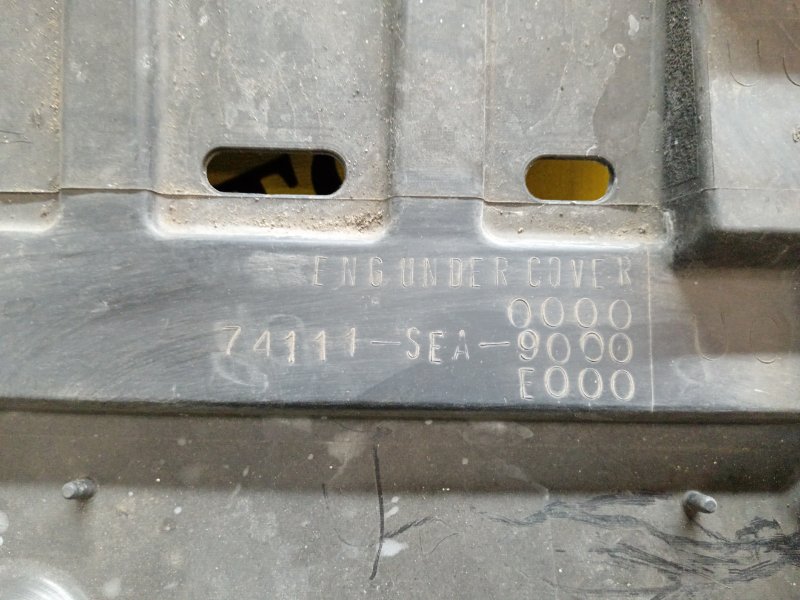 ENG UNDER COVER
0000
74111-SEA-9000
E000